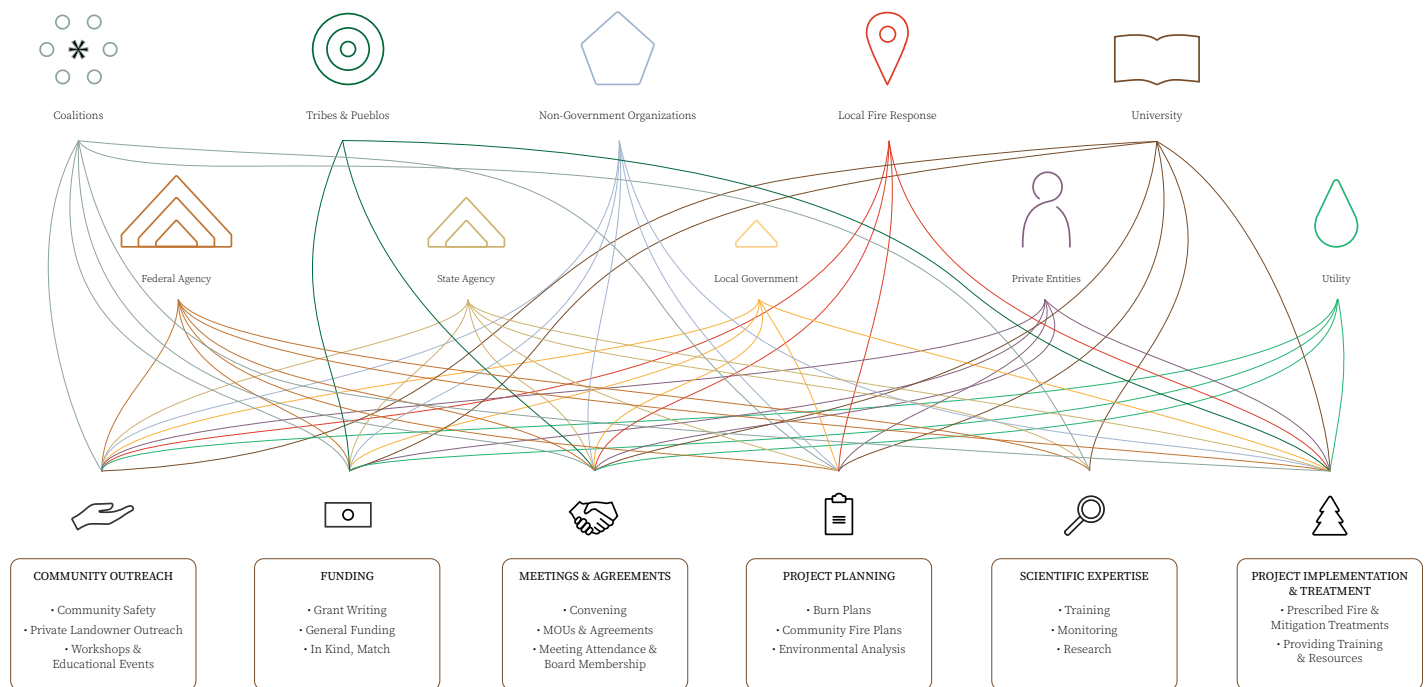 Coalitions
Tribes & Pueblos
Non-Government Organizations
Local Fire Response
University
Federal Agency
State Agency
Local Government
Private Entities
Utility
COMMUNITY OUTREACH
• Community Safety
• Private Landowner Outreach
• Workshops &
Educational Events
FUNDING
• Grant Writing
• General Funding
• In Kind, Match
MEETINGS & AGREEMENTS
• Convening
• MOUs & Agreements
• Meeting Attendance &
Board Membership
PROJECT PLANNING
• Burn Plans
• Community Fire Plans
• Environmental Analysis
SCIENTIFIC EXPERTISE
• Training
• Monitoring
• Research
PROJECT IMPLEMENTATION
& TREATMENT
• Prescribed Fire &
Mitigation Treatments
• Providing Training
& Resources